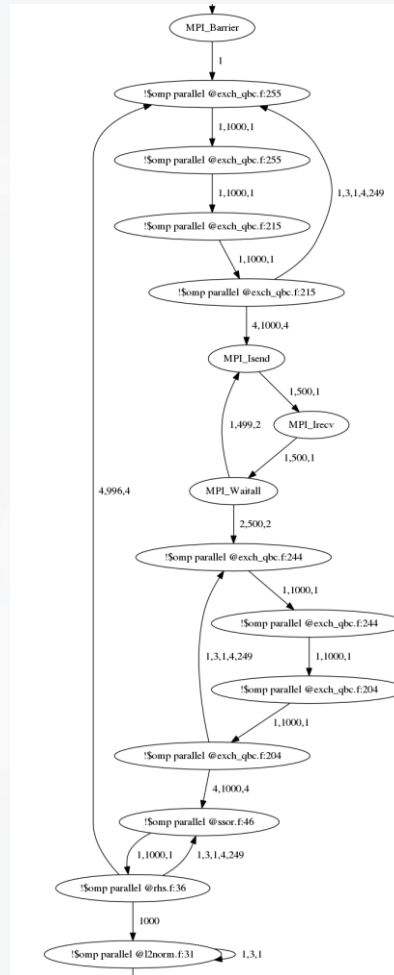 MPI_Barrier
1
!$omp parallel @exch_qbc.f:255
1,1000,1
!$omp parallel @exch_qbc.f:255
1,1000,1
1,3,1,4,249
!$omp parallel @exch_qbc.f:215
1,1000,1
!$omp parallel @exch_qbc.f:215
4,1000,4
MPI_Isend
1,500,1
1,499,2
MPI_Irecv
1,500,1
4,996,4
MPI_Waitall
2,500,2
!$omp parallel @exch_qbc.f:244
1,1000,1
!$omp parallel @exch_qbc.f:244
1,3,1,4,249
1,1000,1
!$omp parallel @exch_qbc.f:204
1,1000,1
!$omp parallel @exch_qbc.f:204
4,1000,4
!$omp parallel @ssor.f:46
1,1000,1
1,3,1,4,249
!$omp parallel @rhs.f:36
1000
!$omp parallel @l2norm.f:31
1,3,1